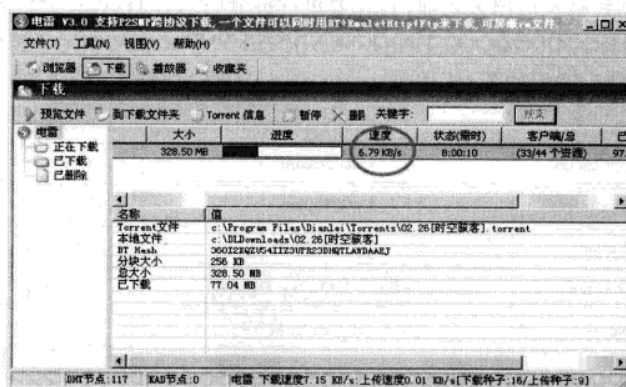 电雷 V3.0 支持P2S跨协议下载,一个文件可以同时用BT+Emule+Http+Ftp来下载,可屏蔽rm文件.
文件(T) 工具(N) 视图(V) 帮助(H)
浏览器 下载 播放器 收藏夹
下载
预览文件 到下载文件夹 Torrent 信息 暂停 删 关键字:
电雷
正在下载
已下载
已删除
大小 进度 速度 状态(需时) 客户端/总 已
328.50 MB 6.79 KB/s 8:00:10 (33/44 个资源) 97.
名称 值
Torrent文件 c:\Program Files\Dianlei\Torrents\02.26[时空骇客].torrent
本地文件 c:\DLDownloads\02.26[时空骇客]
BT Hash
分块大小 256 KB
总大小 328.50 MB
已下载 77.04 MB
DHT节点:117 KAD节点:0 电雷 下载速度7.15 KB/s:上传速度0.01 KB/s[下载种子:16/上传种子:9]